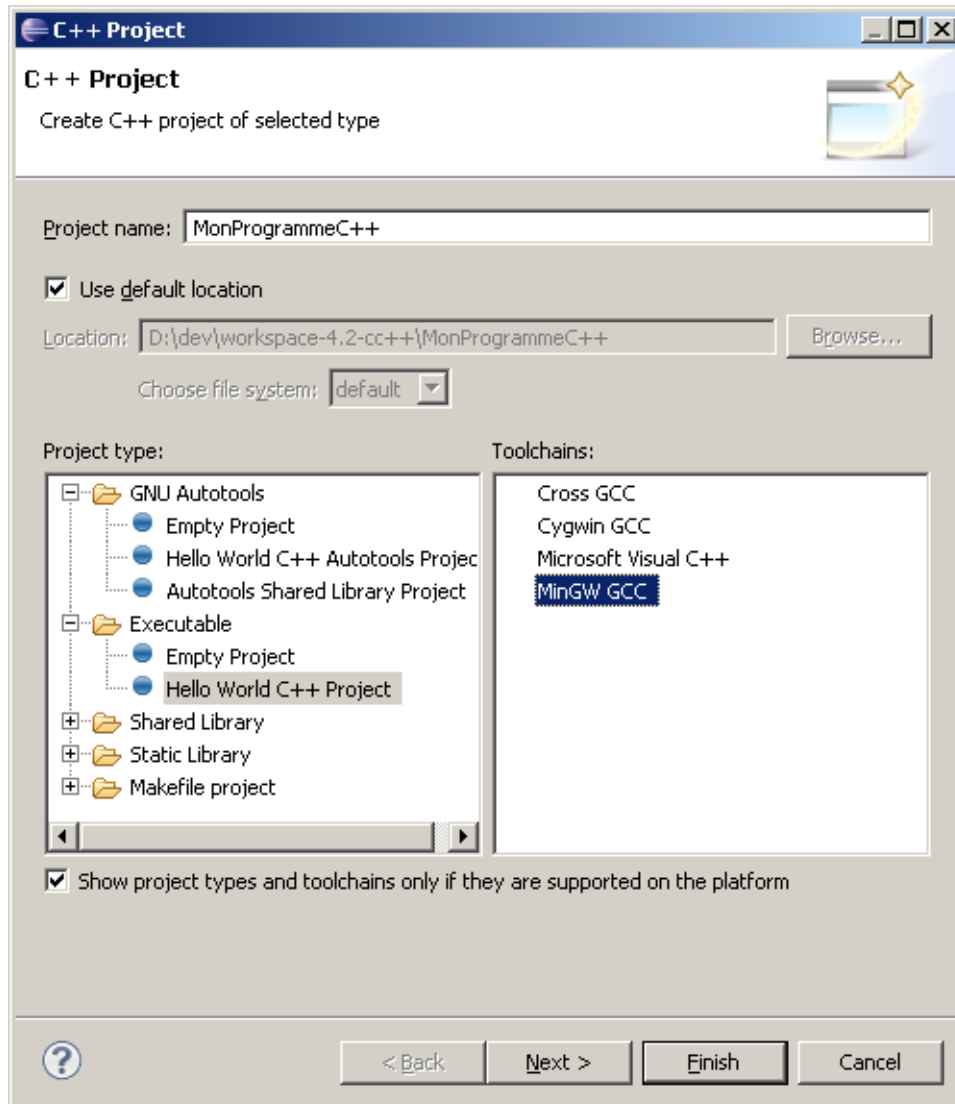 C++ Project
C++ Project
Create C++ project of selected type
Project name: MonProgrammeC++
Use default location
Location: D:\dev\workspace-4.2-cc++\MonProgrammeC++ Browse...
Choose file system: default
Project type: Toolchains:
GNU Autotools
Empty Project
Hello World C++ Autotools Projec
Autotools Shared Library Project
Executable
Empty Project
Hello World C++ Project
Shared Library
Static Library
Makefile project
Cross GCC
Cygwin GCC
Microsoft Visual C++
MinGW GCC
Show project types and toolchains only if they are supported on the platform
? < Back Next > Finish Cancel